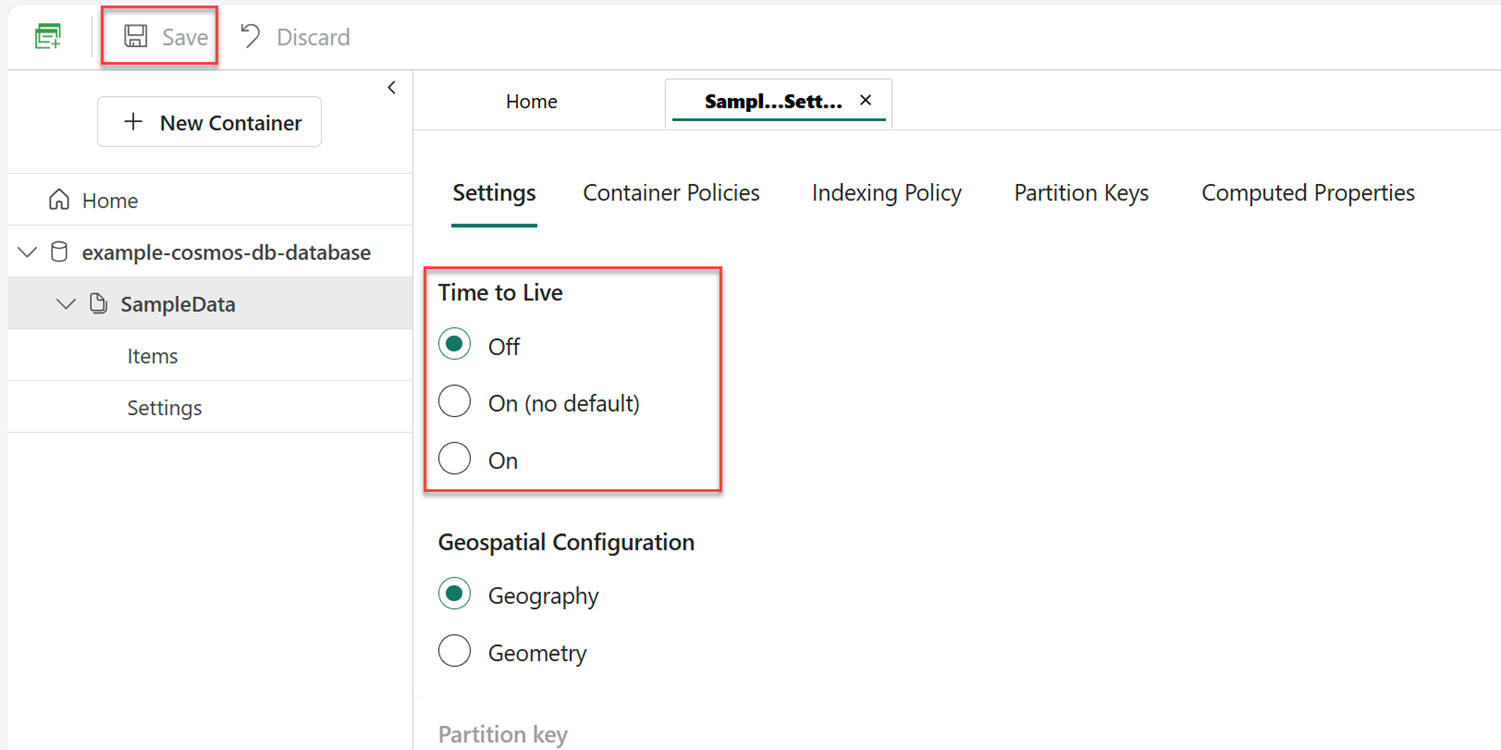 Save Discard
New Container
Home
example-cosmos-db-database
SampleData
Items
Settings
Home Sampl...Sett...
Settings Container Policies Indexing Policy Partition Keys Computed Properties
Time to Live
Off
On (no default)
On
Geospatial Configuration
Geography
Geometry
Partition key